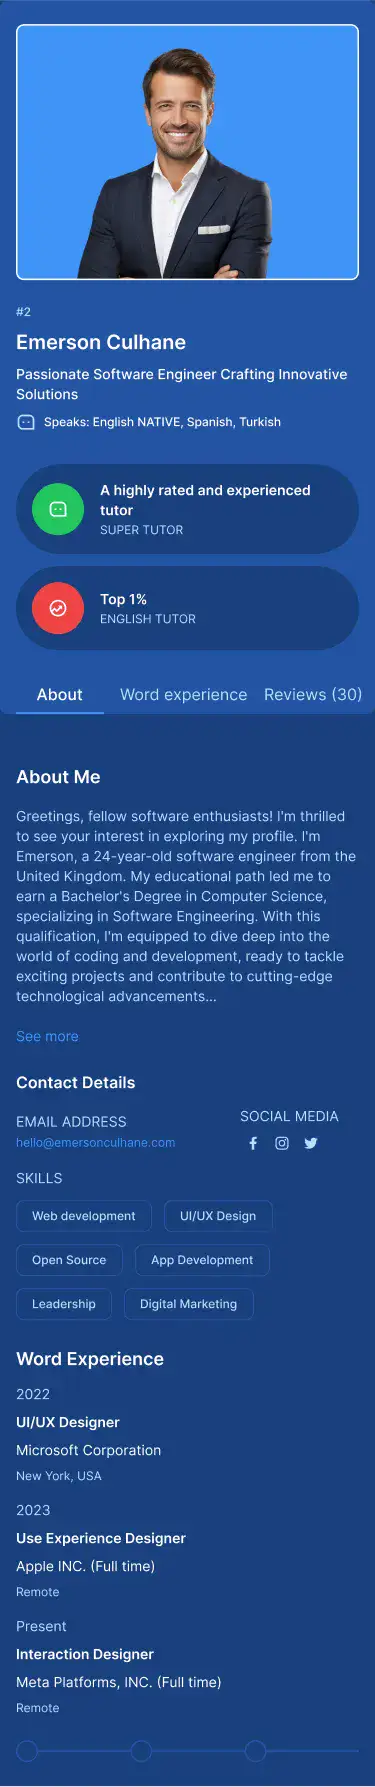 #2
Emerson Culhane
Passionate Software Engineer Crafting Innovative
Solutions
Speaks: English NATIVE, Spanish, Turkish
A highly rated and experienced
tutor
SUPER TUTOR
Top 1%
ENGLISH TUTOR
About Word experience Reviews (30)
About Me
Greetings, fellow software enthusiasts! I'm thrilled
to see your interest in exploring my profile. I'm
Emerson, a 24-year-old software engineer from the
United Kingdom. My educational path led me to
earn a Bachelor's Degree in Computer Science,
specializing in Software Engineering. With this
qualification, I'm equipped to dive deep into the
world of coding and development, ready to tackle
exciting projects and contribute to cutting-edge
technological advancements...
See more
Contact Details
EMAIL ADDRESS
hello@emersonculhane.com
SOCIAL MEDIA
SKILLS
Web development UI/UX Design
Open Source App Development
Leadership Digital Marketing
Word Experience
2022
UI/UX Designer
Microsoft Corporation
New York, USA
2023
Use Experience Designer
Apple INC. (Full time)
Remote
Present
Interaction Designer
Meta Platforms, INC. (Full time)
Remote